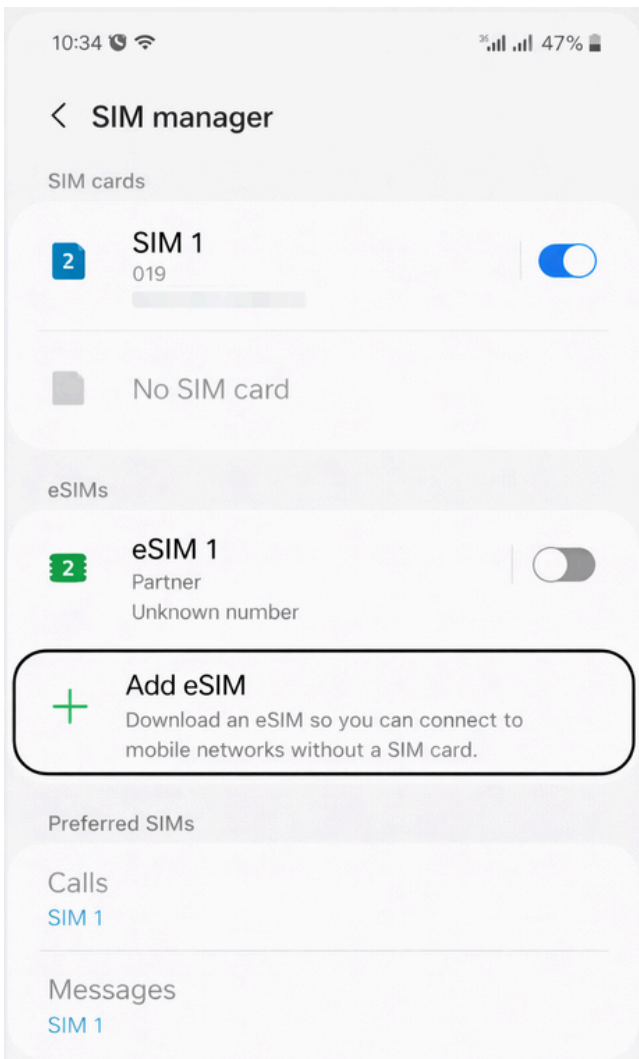 10:34 47%
SIM manager
SIM cards
2
SIM 1
019
No SIM card
eSIMs
2
eSIM 1
Partner
Unknown number
Add eSIM
Download an eSIM so you can connect to
mobile networks without a SIM card.
Preferred SIMs
Calls
SIM 1
Messages
SIM 1